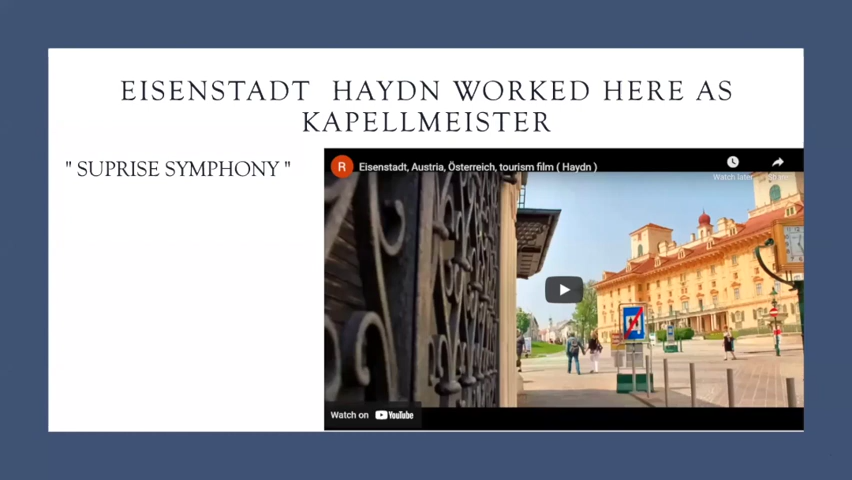 EISENSTADT HAYDN WORKED HERE AS
KAPELLMEISTER
" SUPRISE SYMPHONY "
R
Eisenstadt, Austria, Österreich, tourism film ( Haydn )
Watch later
Share
Watch on YouTube